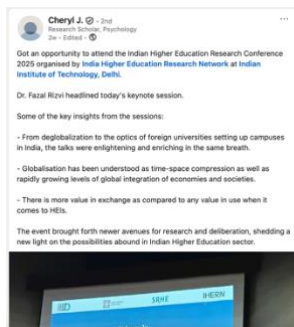 Cheryl J. • 2nd
Research Scholar, Psychology
2w • Edited •
Got an opportunity to attend the Indian Higher Education Research Conference
2025 organised by India Higher Education Research Network at Indian
Institute of Technology, Delhi.
Dr. Fazal Rizvi headlined today's keynote session.
Some of the key insights from the sessions:
- From deglobalization to the optics of foreign universities setting up campuses
in India, the talks were enlightening and enriching in the same breath.
- Globalisation has been understood as time-space compression as well as
rapidly growing levels of global integration of economies and societies.
- There is more value in exchange as compared to any value in use when it
comes to HEIs.
The event brought forth newer avenues for research and deliberation, shedding a
new light on the possibilities abound in Indian Higher Education sector.
SRHE IHERN